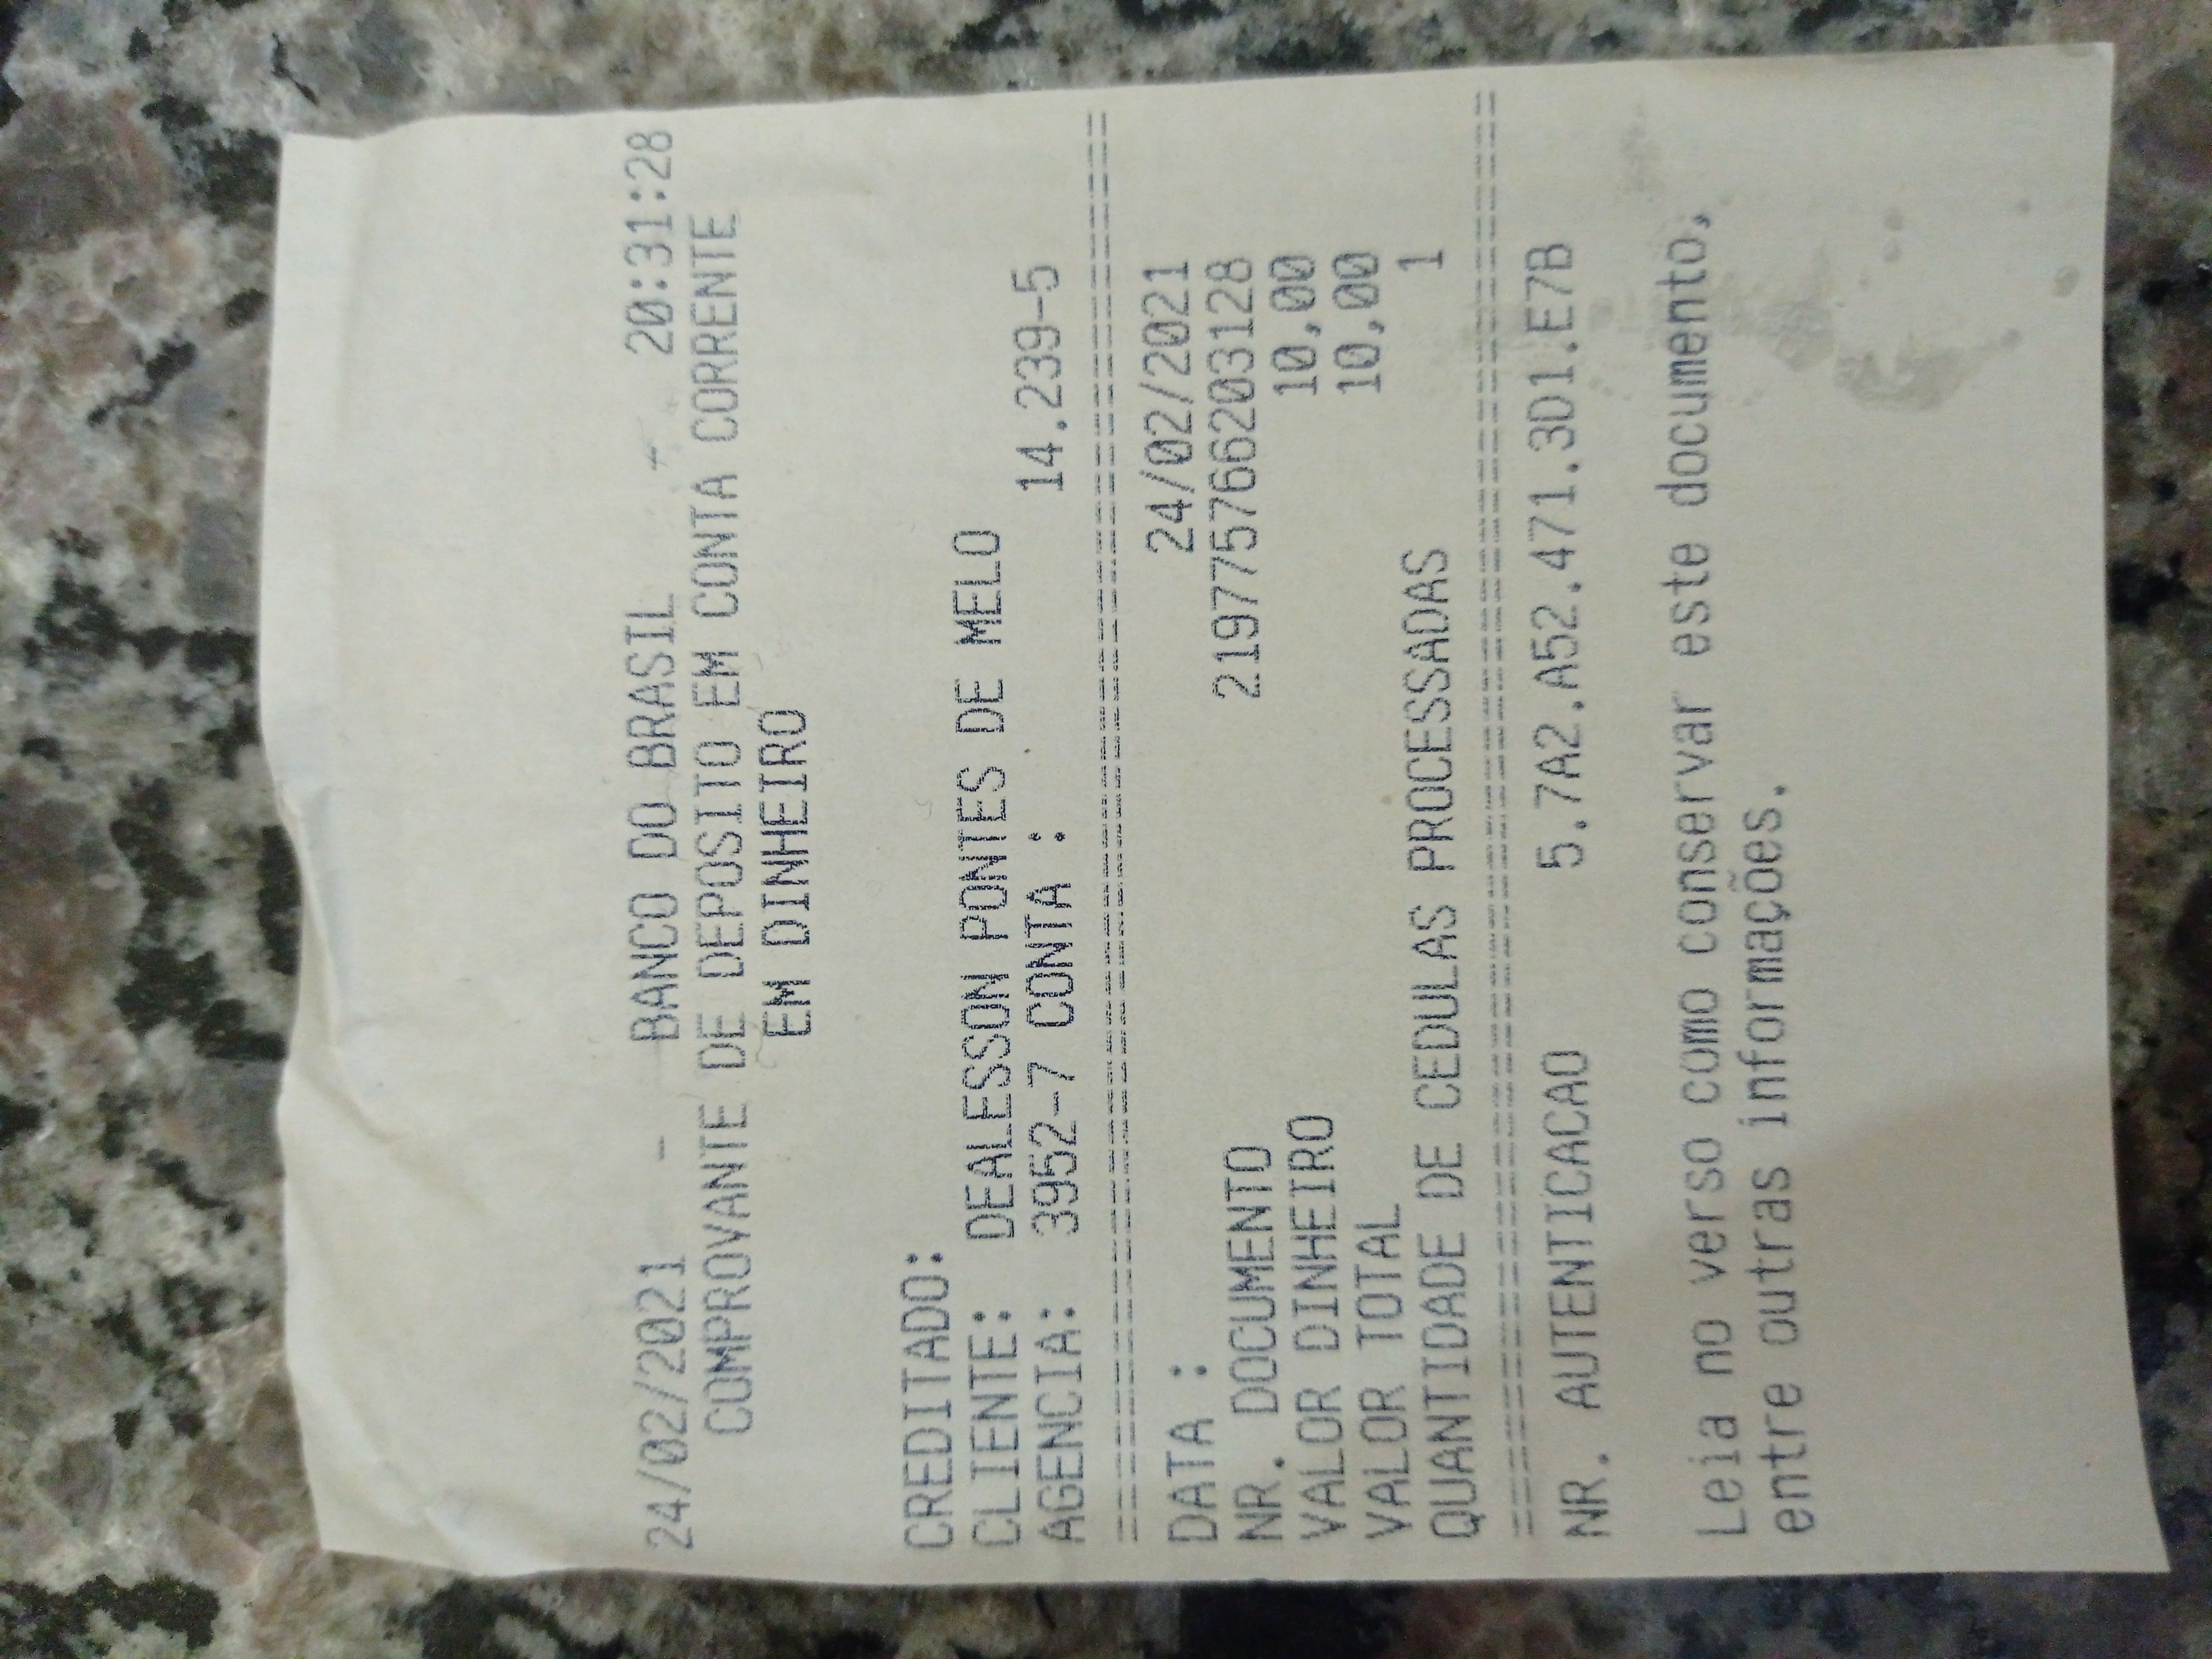 24/02/2021 - BANCO DO BRASIL - 20:31:28
COMPROVANTE DE DEPOSITO EM CONTA CORRENTE
EM DINHEIRO
CREDITADO:
CLIENTE: DEALESSON PONTES DE MELO
AGENCIA: 3952-7 CONTA : 14.239-5
DATA : 24/02/2021
NR. DOCUMENTO 219775766203128
VALOR DINHEIRO 10,00
VALOR TOTAL 10,00
QUANTIDADE DE CEDULAS PROCESSADAS 1
NR. AUTENTICACAO 5.7A2.A52.471.3D1.E7B
Leia no verso como conservar este documento,
entre outras informações.